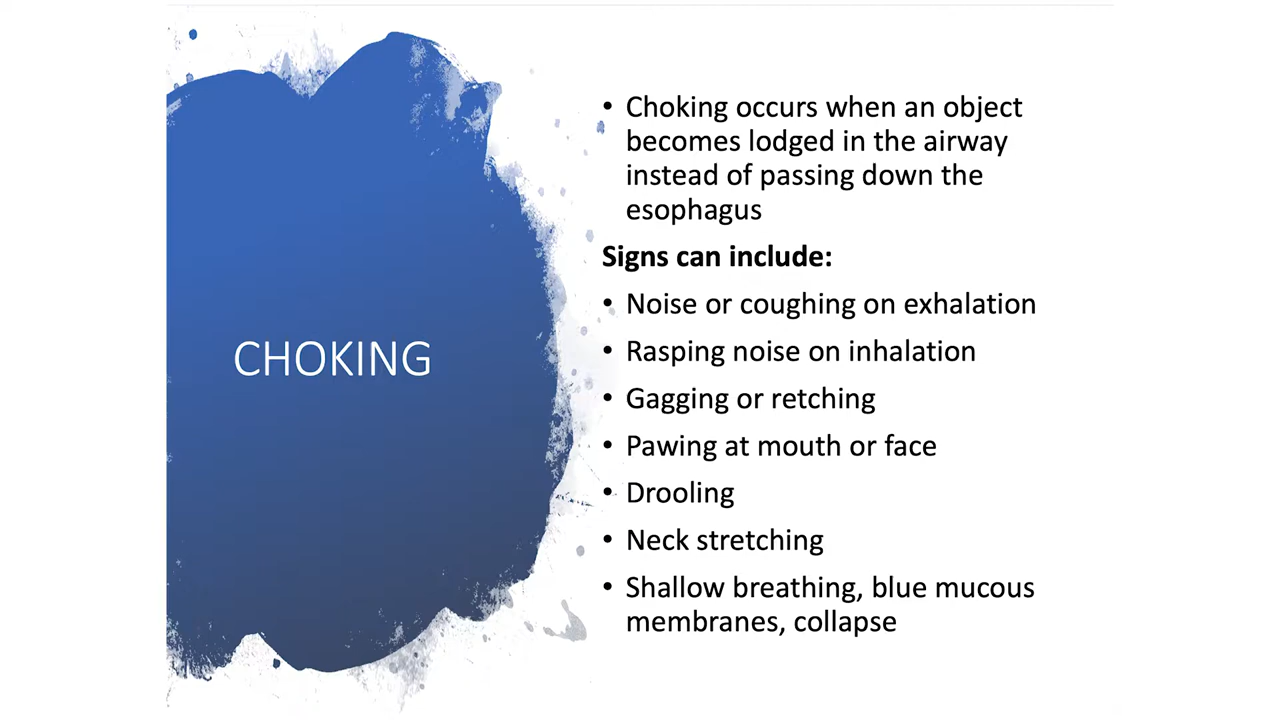 CHOKING
• Choking occurs when an object
becomes lodged in the airway
instead of passing down the
esophagus
Signs can include:
• Noise or coughing on exhalation
• Rasping noise on inhalation
• Gagging or retching
• Pawing at mouth or face
• Drooling
• Neck stretching
• Shallow breathing, blue mucous
membranes, collapse